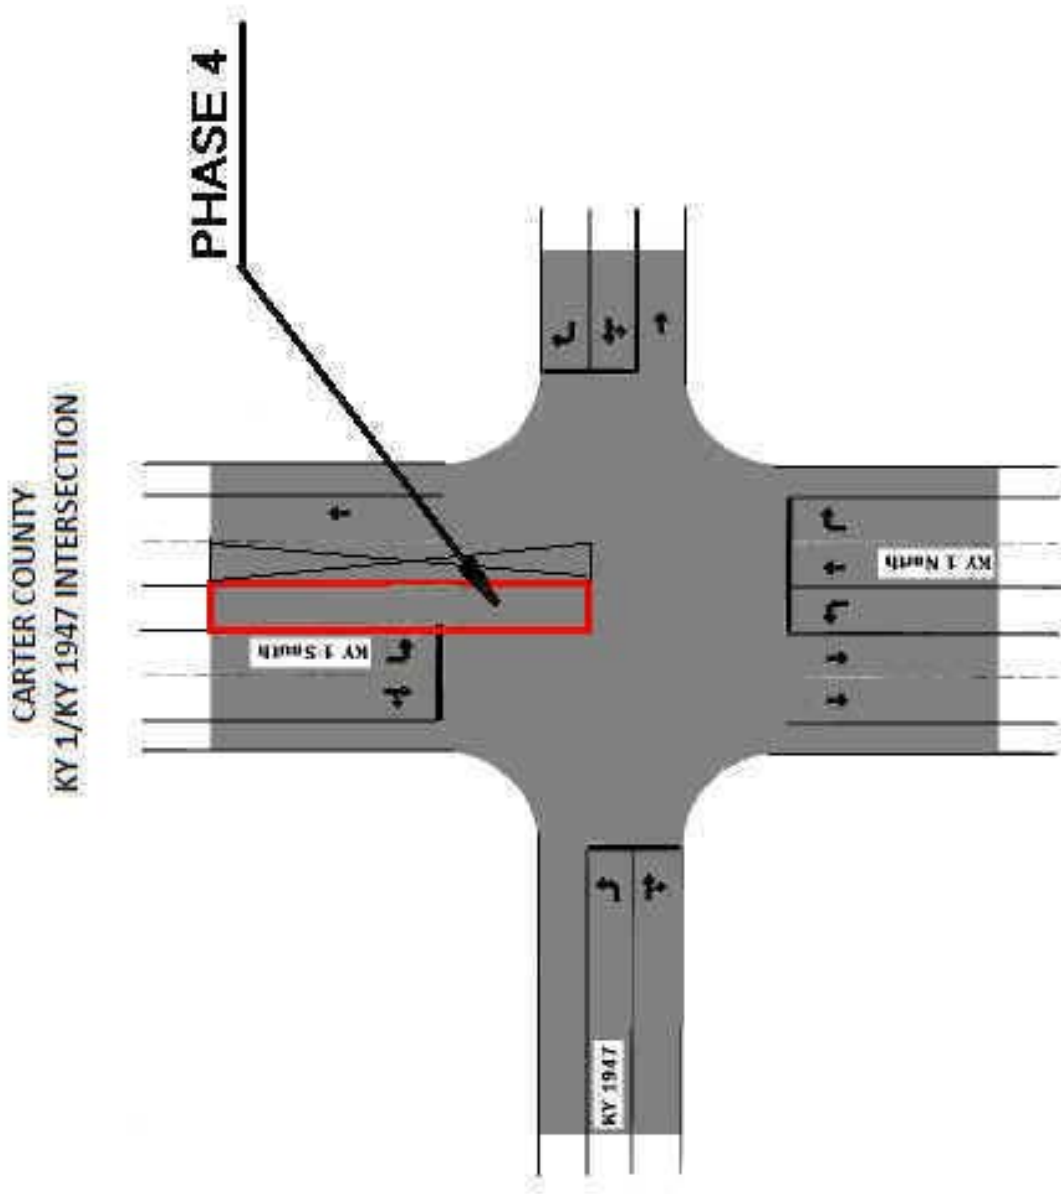 CARTER COUNTY
KY 1/KY 1947 INTERSECTION
PHASE 4
KY 1 South
KY 1 North
KY 1947